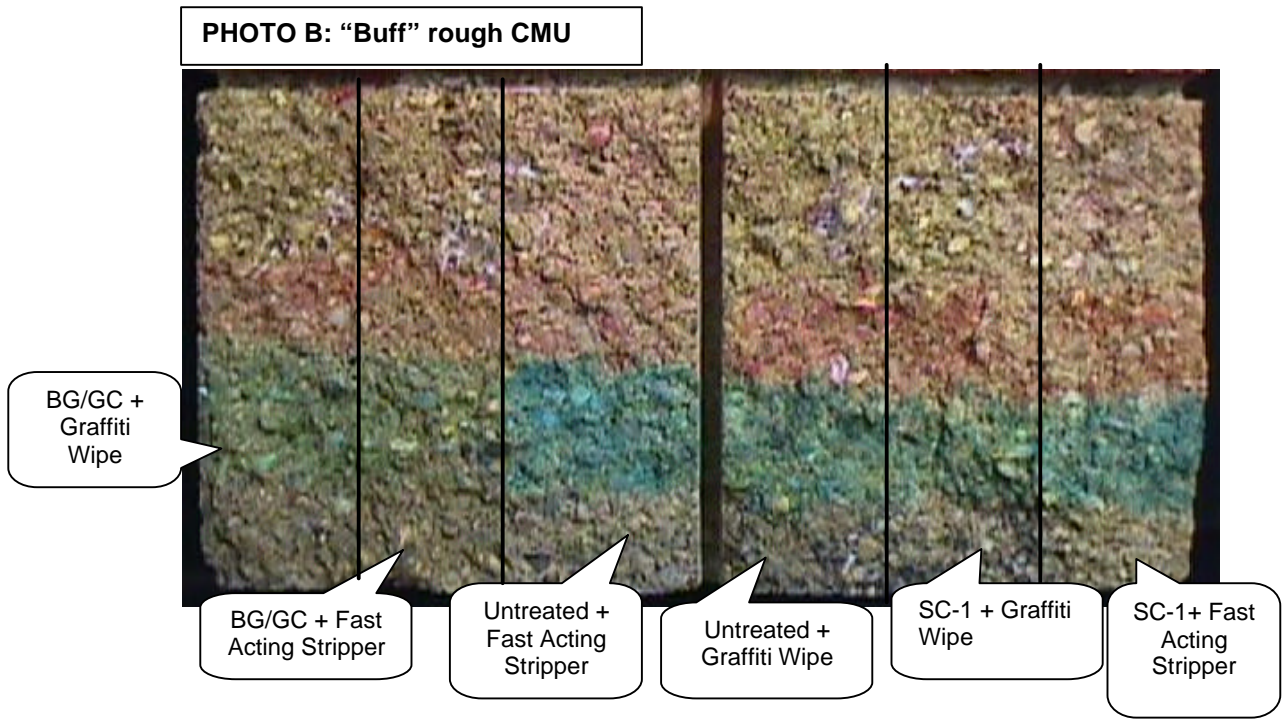 PHOTO B: “Buff” rough CMU
BG/GC +
Graffiti
Wipe
BG/GC + Fast
Acting Stripper
Untreated +
Fast Acting
Stripper
Untreated +
Graffiti Wipe
SC-1 + Graffiti
Wipe
SC-1+ Fast
Acting
Stripper